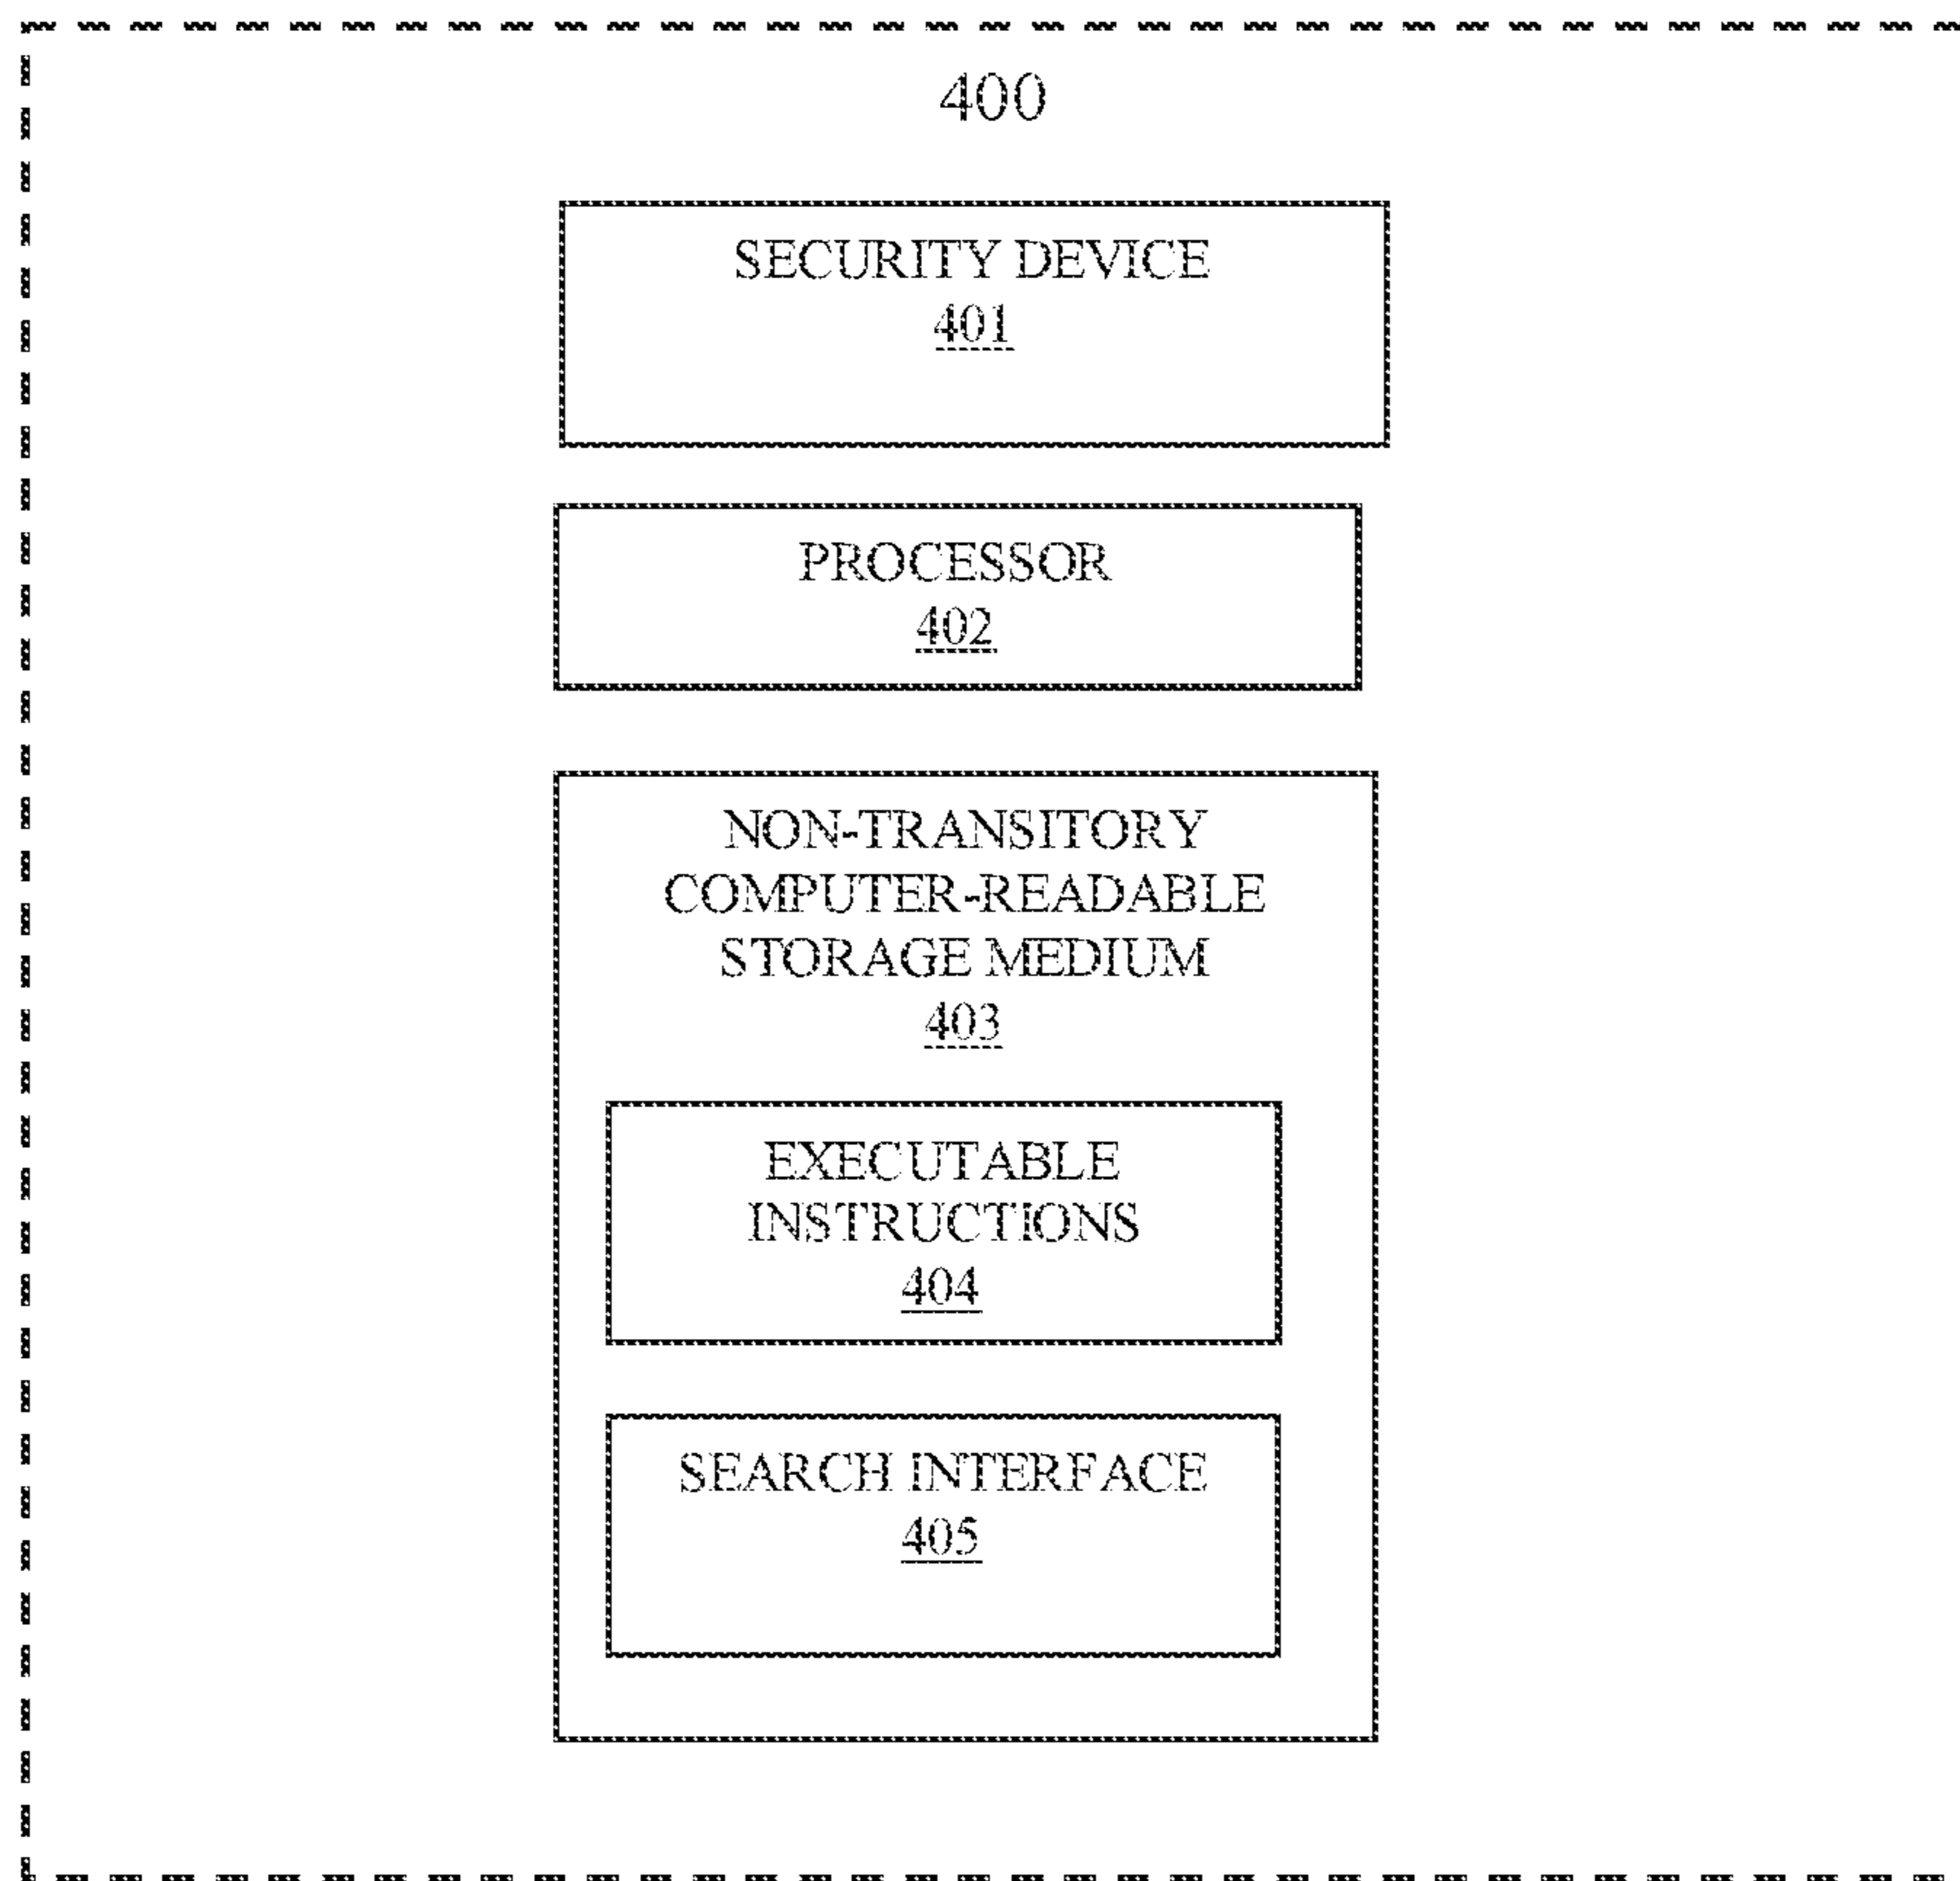 400
SECURITY DEVICE
401
PROCESSOR
402
NON-TRANSITORY
COMPUTER-READABLE
STORAGE MEDIUM
403
EXECUTABLE
INSTRUCTIONS
404
SEARCH INTERFACE
405